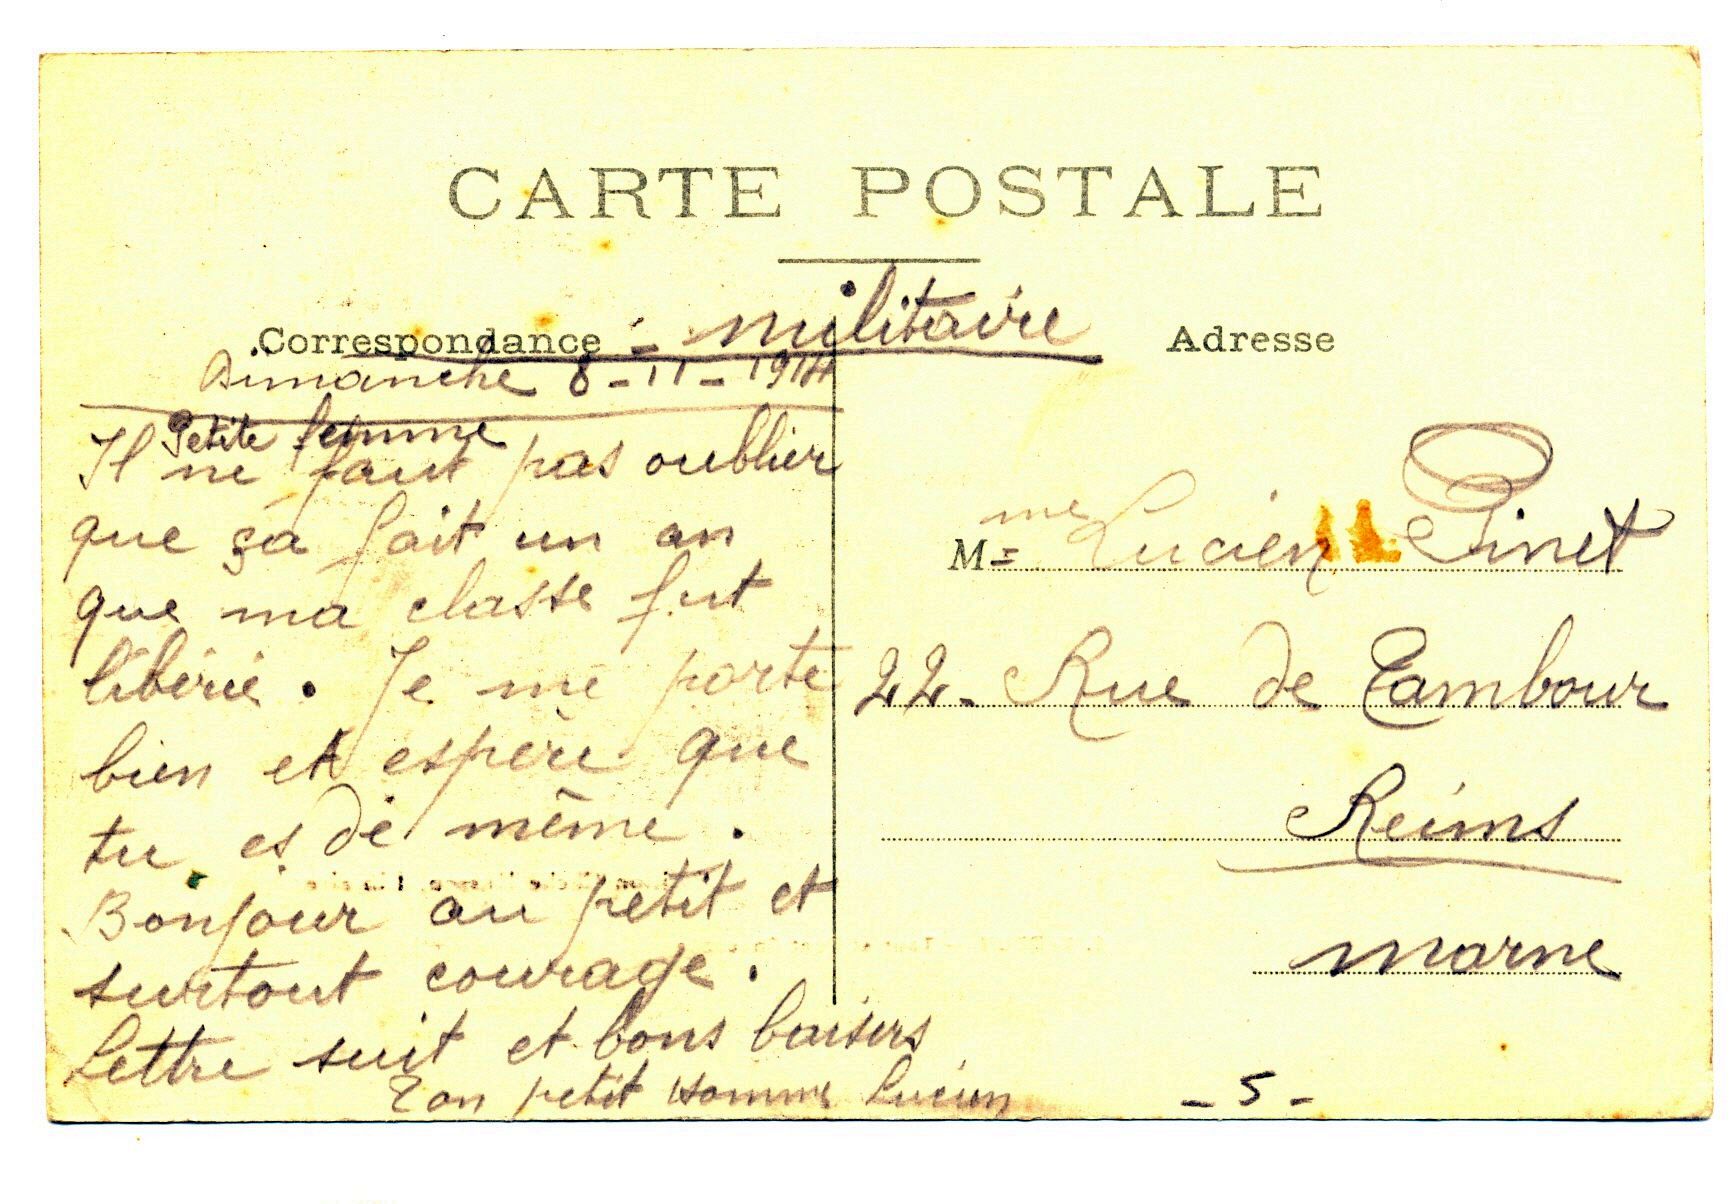 CARTE POSTALE
Correspondance - militaire
Adresse
Dimanche 8-11-1914
Petite femme
Il ne faut pas oublier
que ça fait un an
que ma classe fut
libérié. Je me porte
bien et espère que
tu es de même.
Bonjour au petit et
surtout courage.
Lettre suit et bons baisers
Ton petit Homme Lucien
Mme Lucien Pinet
22- Rue de Tambour
Reims
Marne
- 5 -